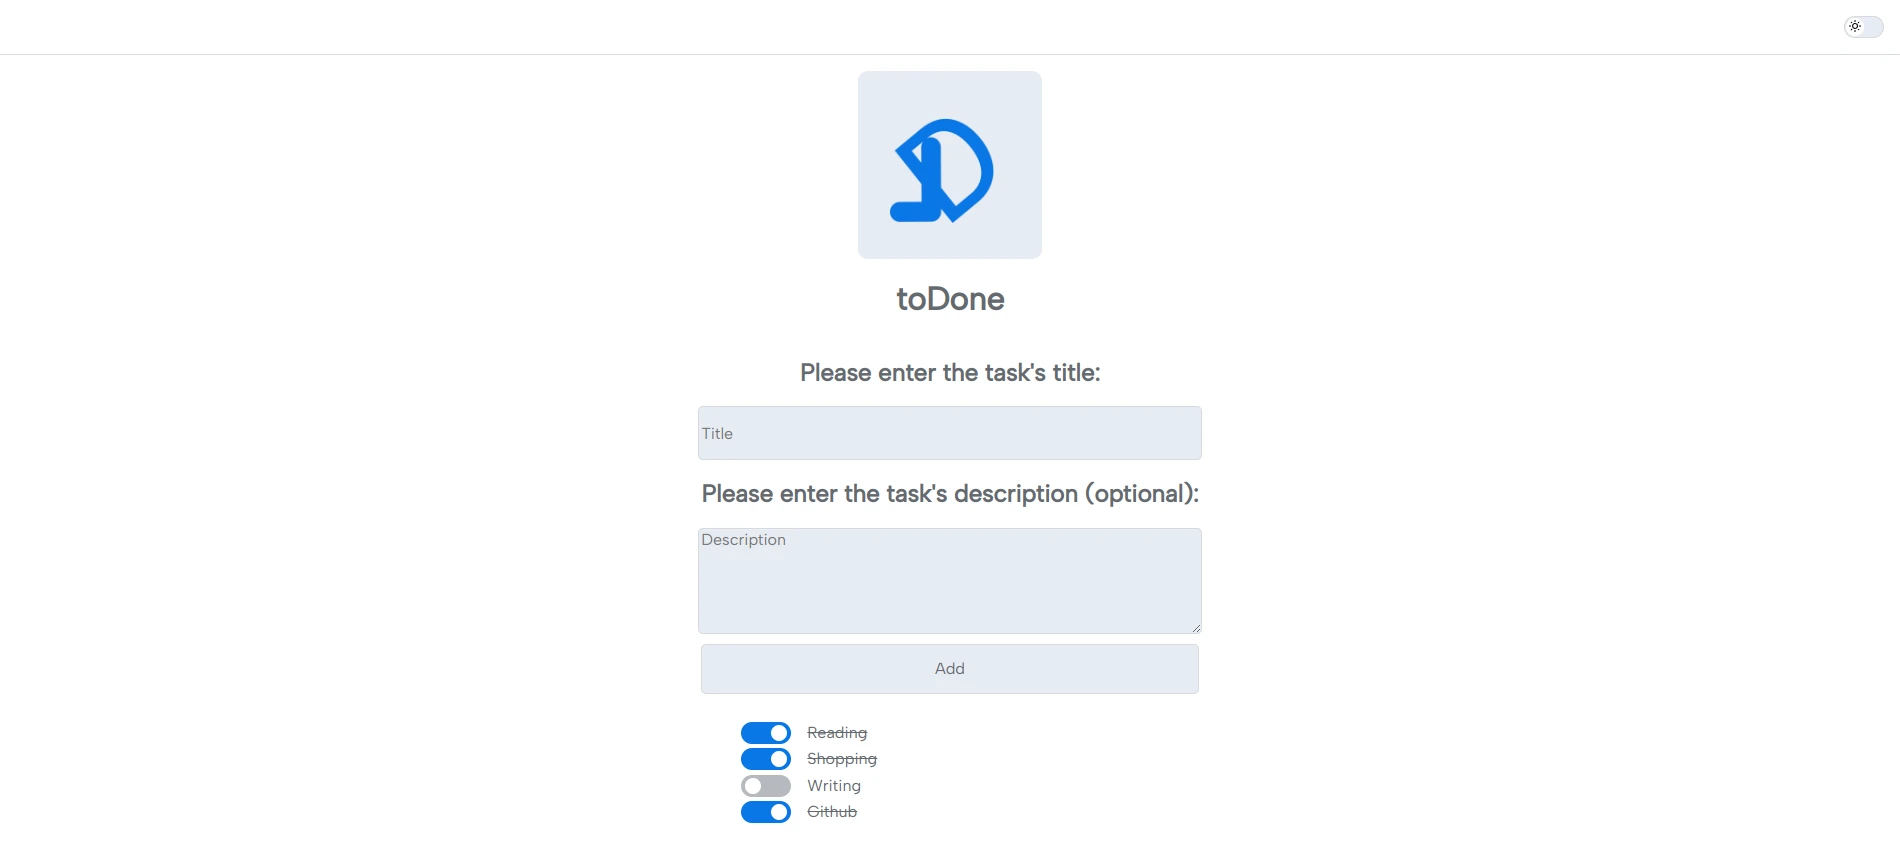 toDone
Please enter the task's title:
Title
Please enter the task's description (optional):
Description
Add
Reading
Shopping
Writing
Github